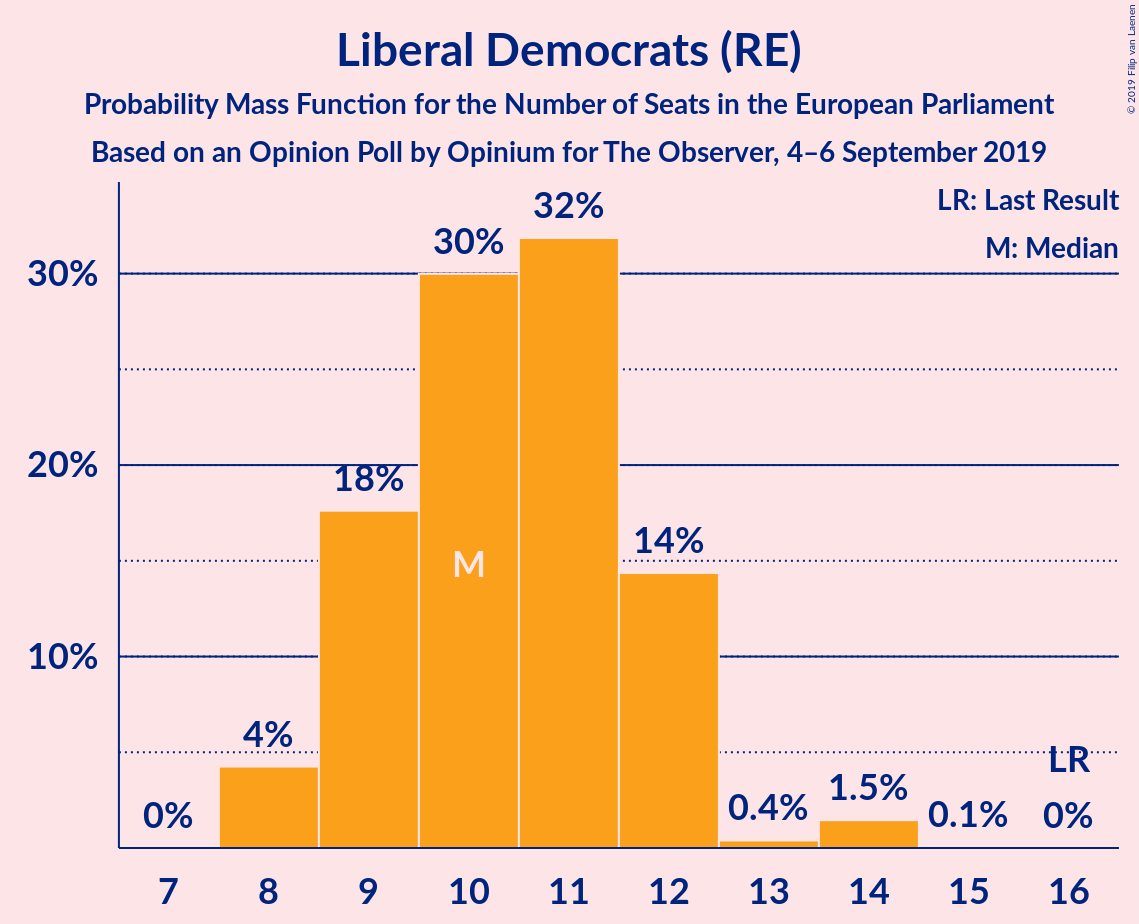 © 2019 Filip van Laenen
Liberal Democrats (RE)
Probability Mass Function for the Number of Seats in the European Parliament
Based on an Opinion Poll by Opinium for The Observer, 4–6 September 2019
LR: Last Result
M: Median
30%
20%
10%
0%
4%
18%
30%
32%
14%
0.4%
1.5%
0.1%
0%
M
LR
7 8 9 10 11 12 13 14 15 16